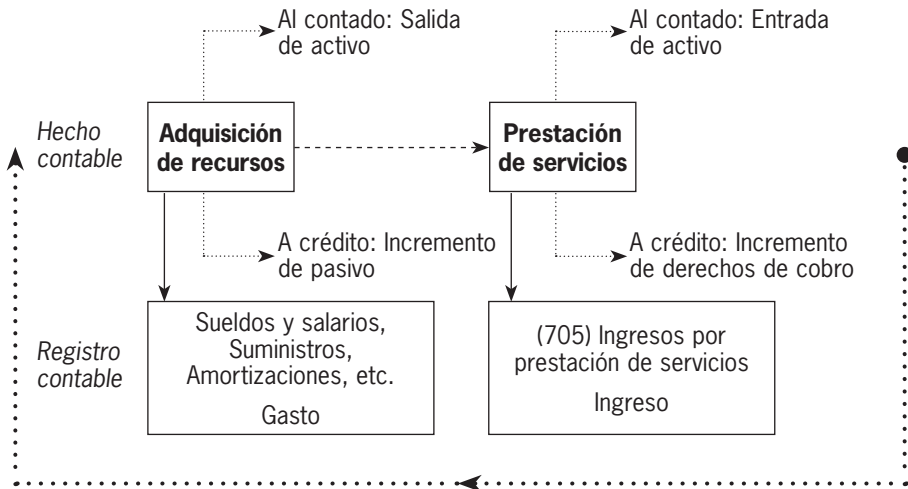 Al contado: Salida
de activo
Al contado: Entrada
de activo
Hecho
contable
Adquisición
de recursos
Prestación
de servicios
A crédito: Incremento
de pasivo
A crédito: Incremento
de derechos de cobro
Registro
contable
Sueldos y salarios,
Suministros,
Amortizaciones, etc.
Gasto
(705) Ingresos por
prestación de servicios
Ingreso